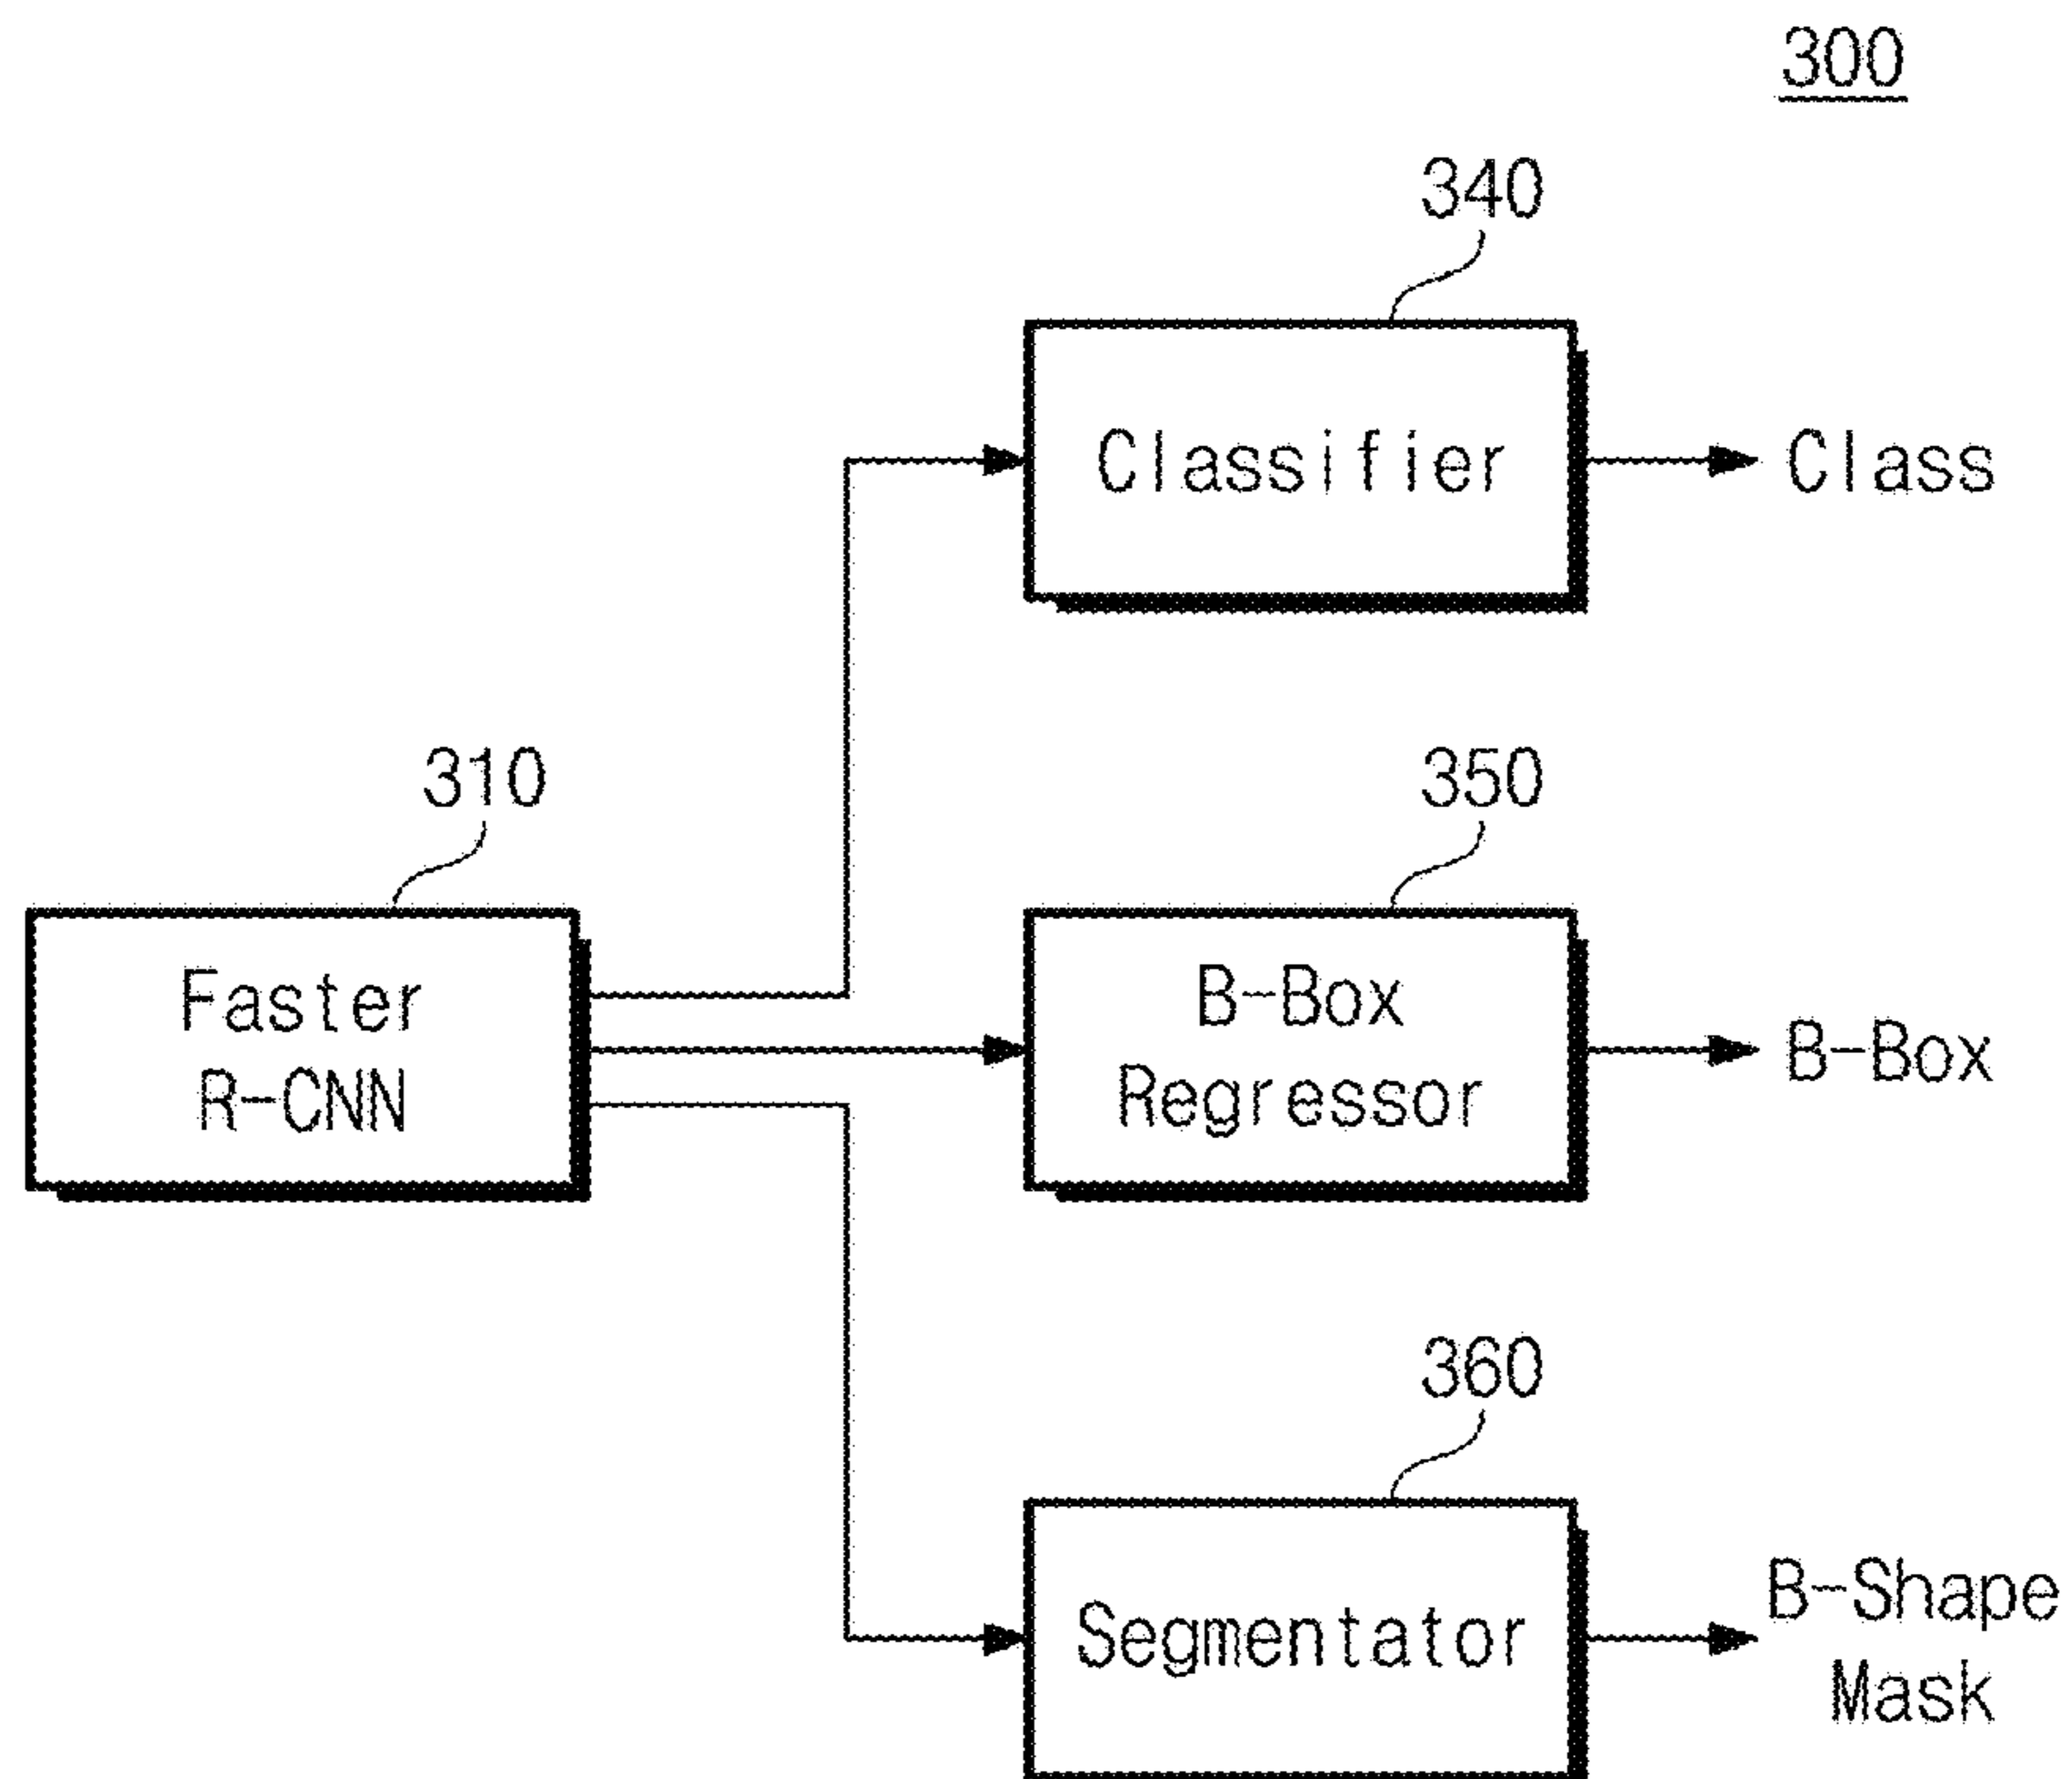 300
340
Classifier
Class
310
350
Faster
R-CNN
B-Box
Regressor
B-Box
360
Segmentator
B-Shape
Mask